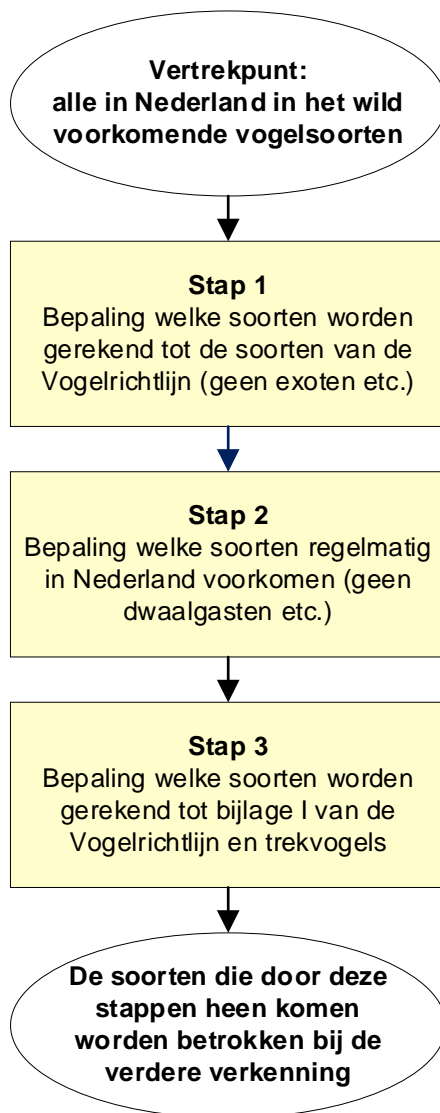 Vertrekpunt:
alle in Nederland in het wild
voorkomende vogelsoorten
Stap 1
Bepaling welke soorten worden
gerekend tot de soorten van de
Vogelrichtlijn (geen exoten etc.)
Stap 2
Bepaling welke soorten regelmatig
in Nederland voorkomen (geen
dwaalgasten etc.)
Stap 3
Bepaling welke soorten worden
gerekend tot bijlage I van de
Vogelrichtlijn en trekvogels
De soorten die door deze
stappen heen komen
worden betrokken bij de
verdere verkenning